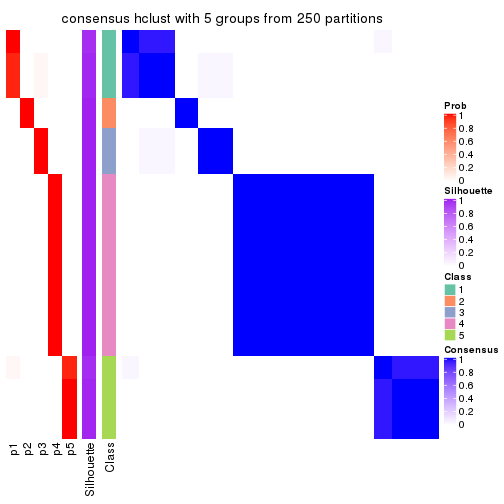 consensus hclust with 5 groups from 250 partitions
Prob
1
0.8
0.6
0.4
0.2
0
Silhouette
1
0.8
0.6
0.4
0.2
0
Class
1
2
3
4
5
Consensus
1
0.8
0.6
0.4
0.2
0
p1
p2
p3
p4
p5
Silhouette
Class